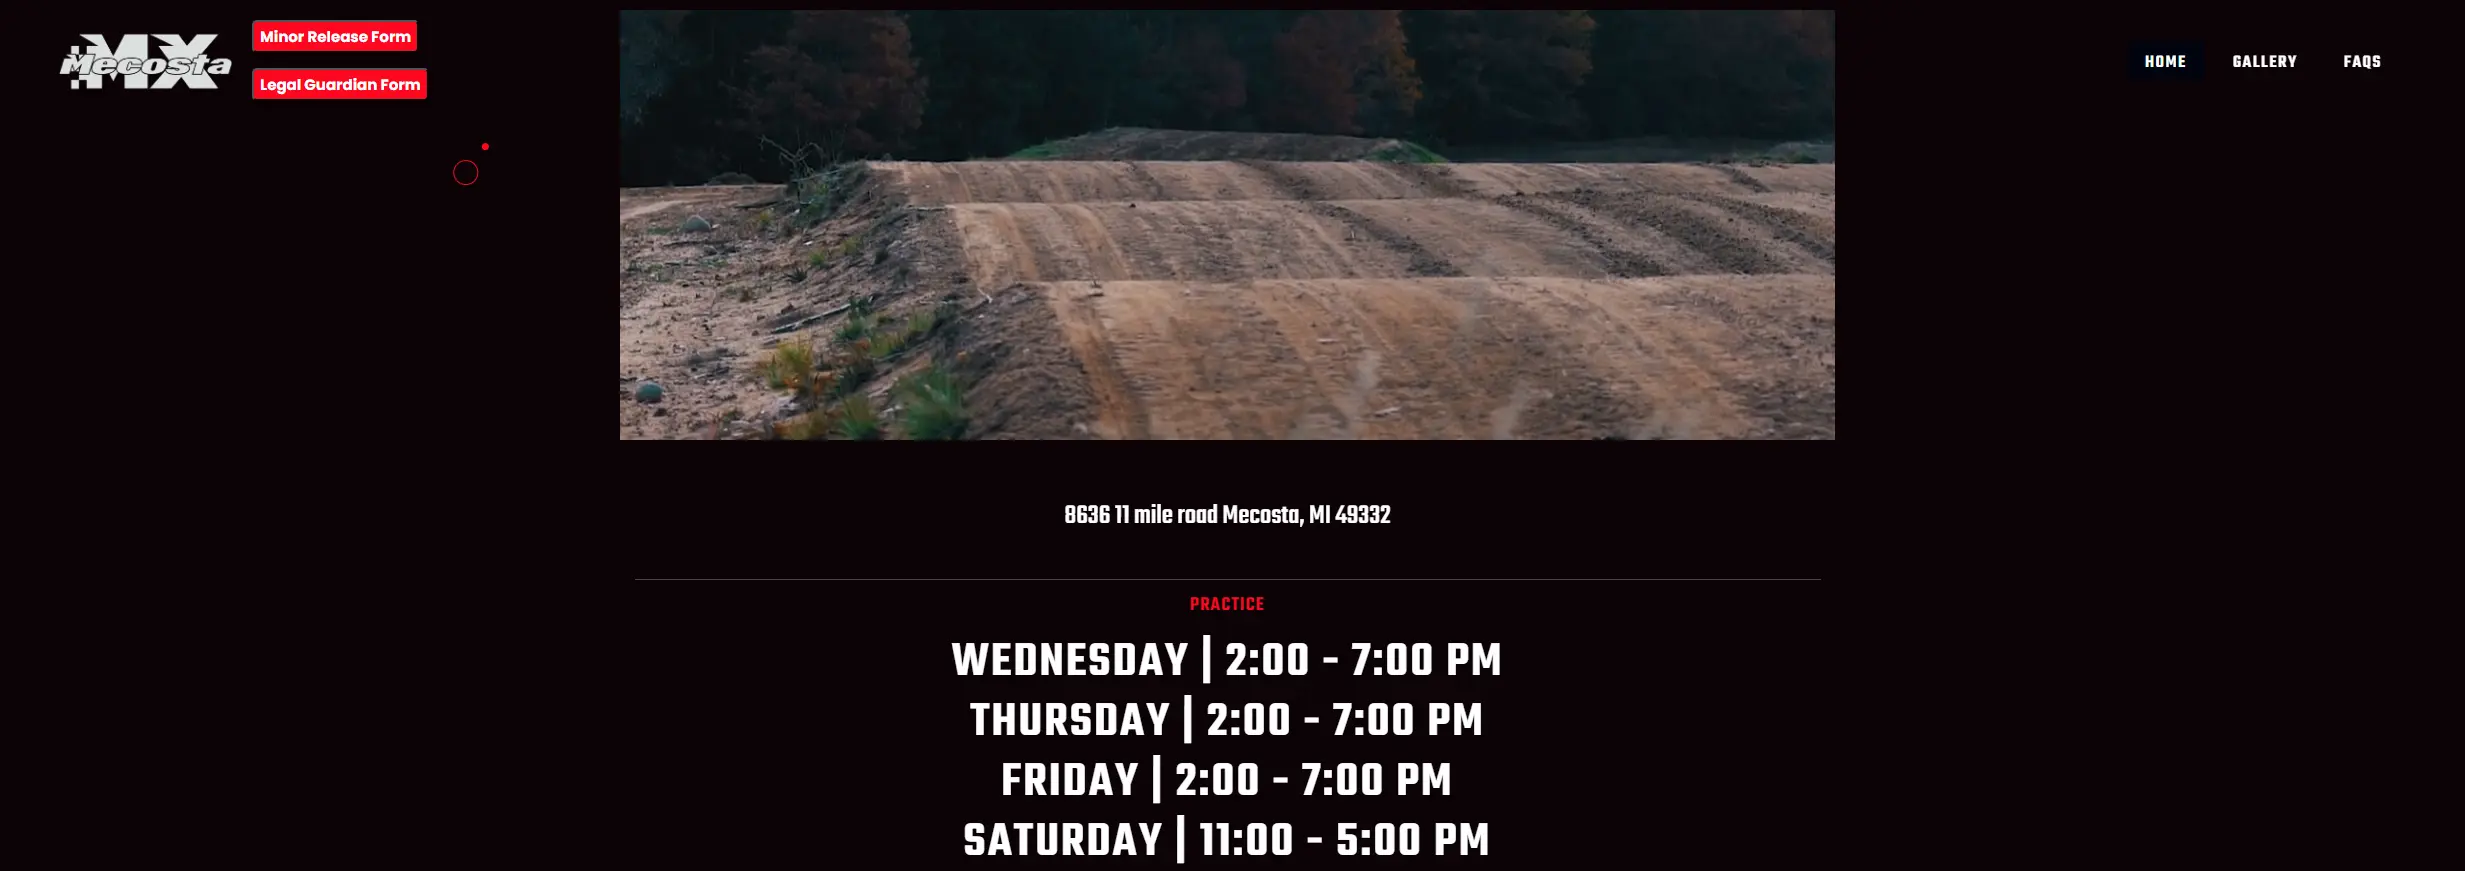 MX
Mecosta
Minor Release Form
Legal Guardian Form
HOME
GALLERY
FAQS
8636 11 mile road Mecosta, MI 49332
PRACTICE
WEDNESDAY | 2:00 - 7:00 PM
THURSDAY | 2:00 - 7:00 PM
FRIDAY | 2:00 - 7:00 PM
SATURDAY | 11:00 - 5:00 PM